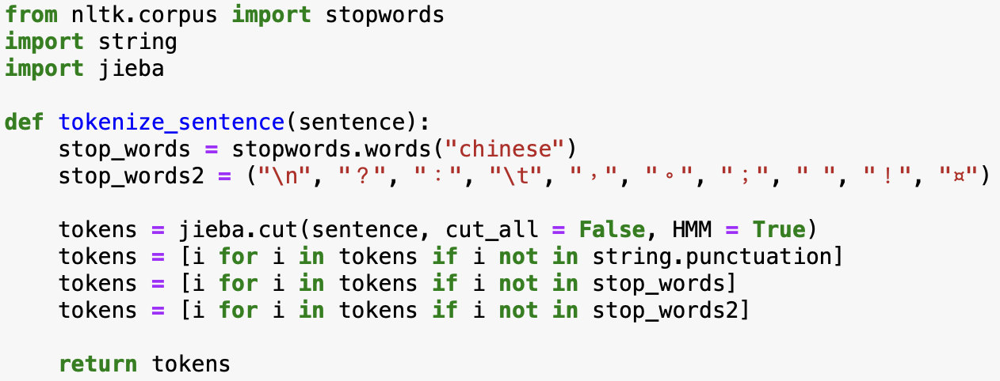 from nltk.corpus import stopwords
import string
import jieba

def tokenize_sentence(sentence):
    stop_words = stopwords.words("chinese")
    stop_words2 = ("\n", "？", "：", "\t", "，", "。", "；", " ", "！", "¤")

    tokens = jieba.cut(sentence, cut_all = False, HMM = True)
    tokens = [i for i in tokens if i not in string.punctuation]
    tokens = [i for i in tokens if i not in stop_words]
    tokens = [i for i in tokens if i not in stop_words2]

    return tokens